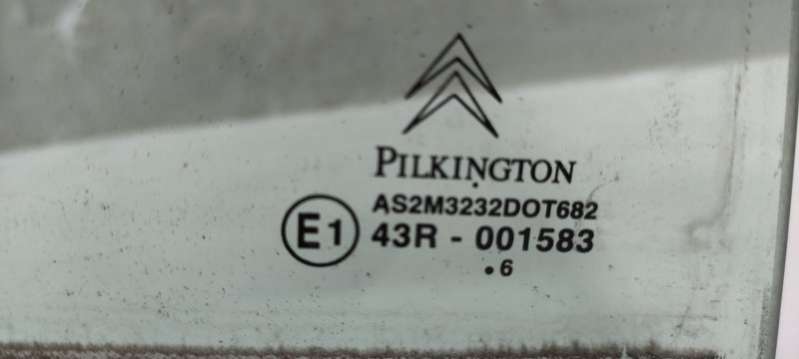 PILKINGTON
AS2M3232DOT682
E1 43R - 001583
.6